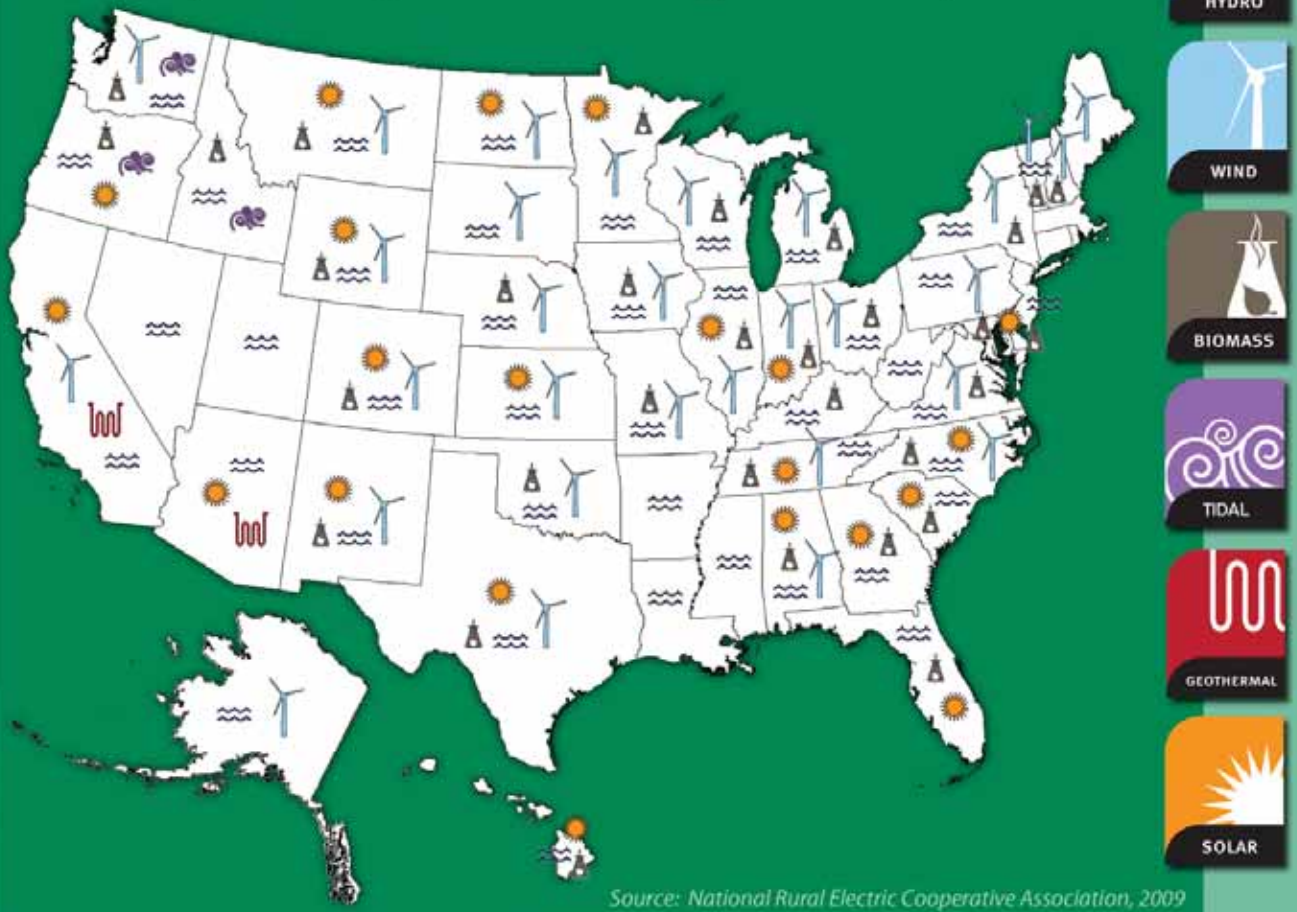 HYDRO
WIND
BIOMASS
TIDAL
GEOTHERMAL
SOLAR
Source: National Rural Electric Cooperative Association, 2009